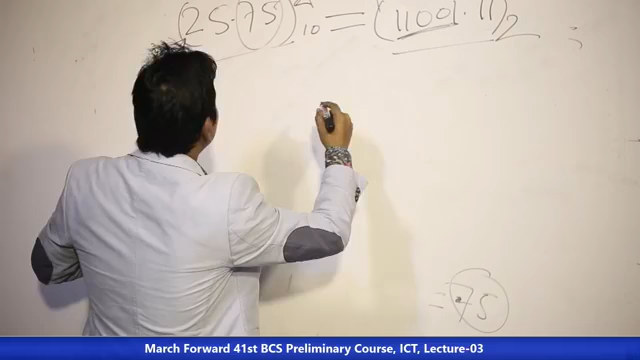 (25.75)10 = (11001.11)2
= .75
March Forward 41st BCS Preliminary Course, ICT, Lecture-03